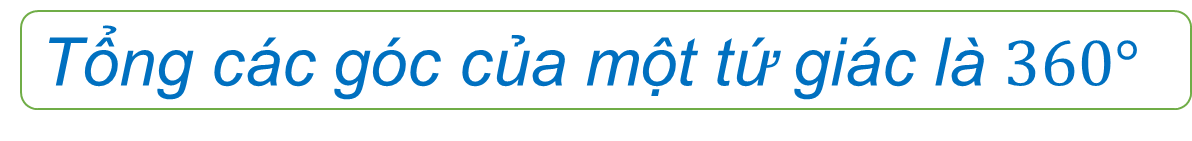 Tổng các góc của một tứ giác là 360°